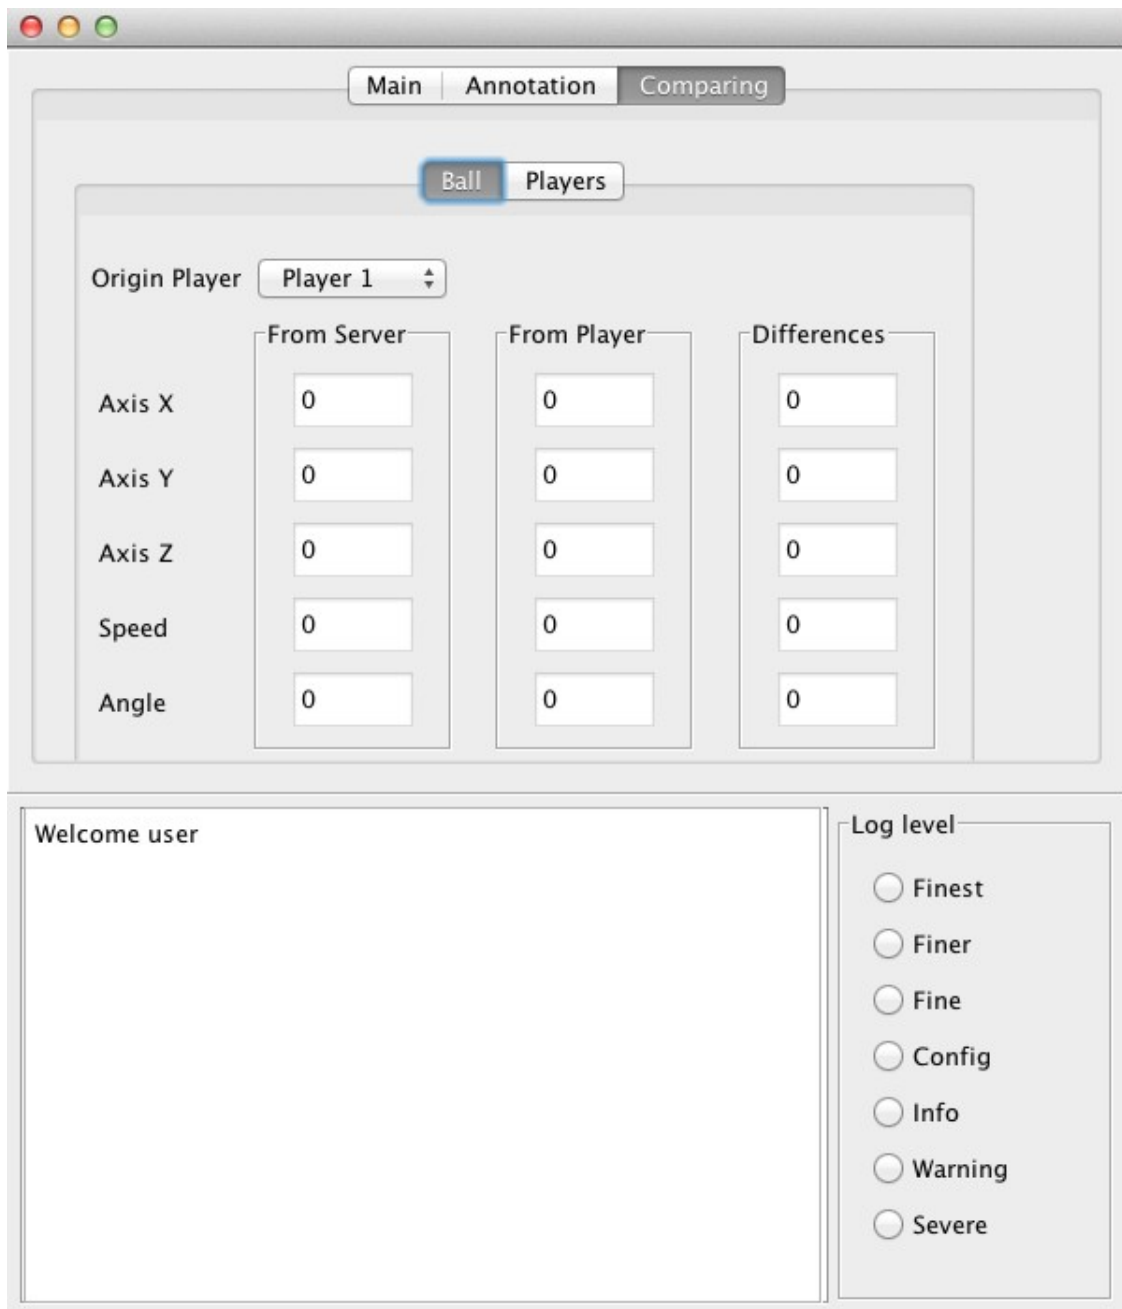 Main Annotation Comparing
Ball Players
Origin Player Player 1
From Server From Player Differences
Axis X 0 0 0
Axis Y 0 0 0
Axis Z 0 0 0
Speed 0 0 0
Angle 0 0 0
Welcome user
Log level
Finest
Finer
Fine
Config
Info
Warning
Severe